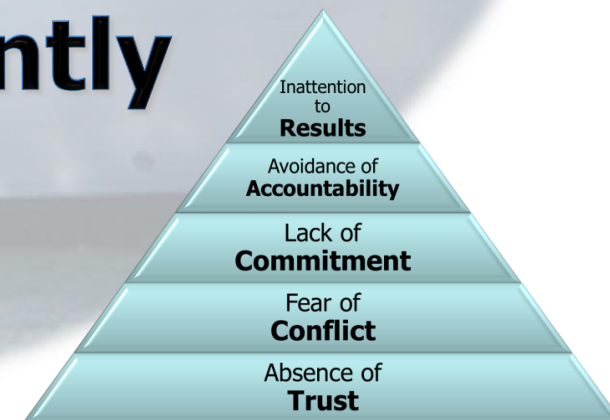 ntly
Inattention
to
Results
Avoidance of
Accountability
Lack of
Commitment
Fear of
Conflict
Absence of
Trust